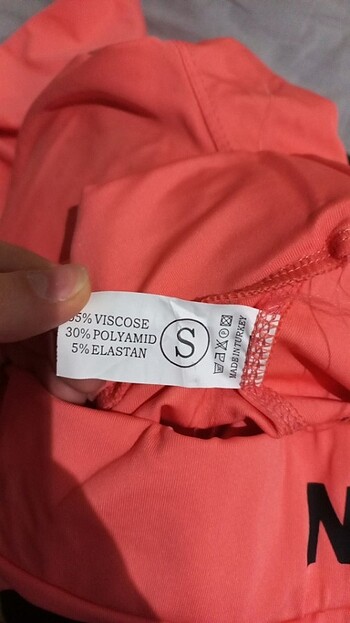 65% VISCOSE
30% POLYAMID
5% ELASTAN
S
MADE IN TURKEY
N